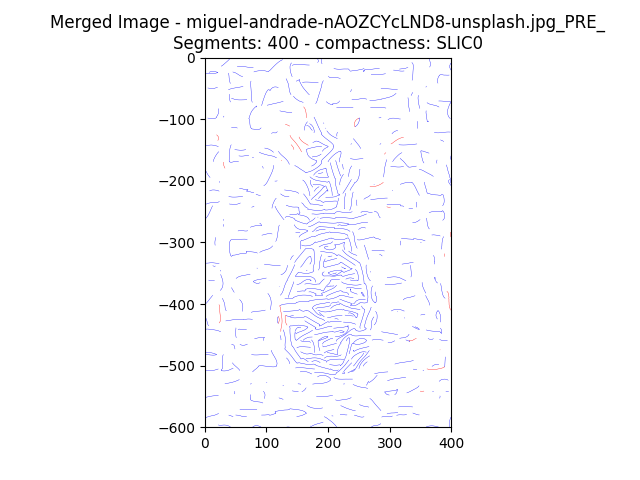 Merged Image - miguel-andrade-nAOZCYcLND8-unsplash.jpg_PRE_
Segments: 400 - compactness: SLIC0
0
−100
−200
−300
−400
−500
−600
0 100 200 300 400